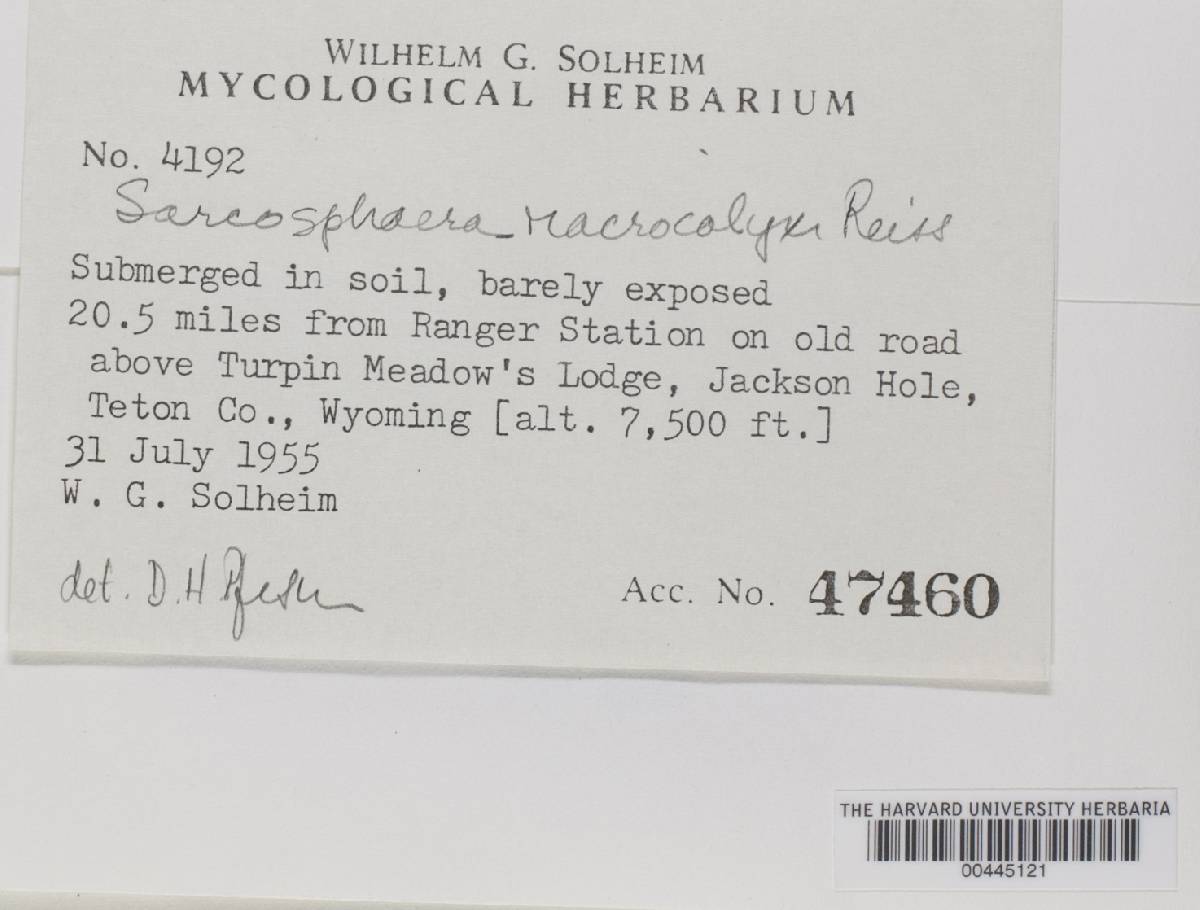 WILHELM G. SOLHEIM
MYCOLOGICAL HERBARIUM
No. 4192
Sarcosphaera macrocalyx Reiss
Submerged in soil, barely exposed
20.5 miles from Ranger Station on old road
above Turpin Meadow's Lodge, Jackson Hole,
Teton Co., Wyoming [alt. 7,500 ft.]
31 July 1955
W. G. Solheim
det. D.H Pfister
Acc. No. 47460
THE HARVARD UNIVERSITY HERBARIA
00445121